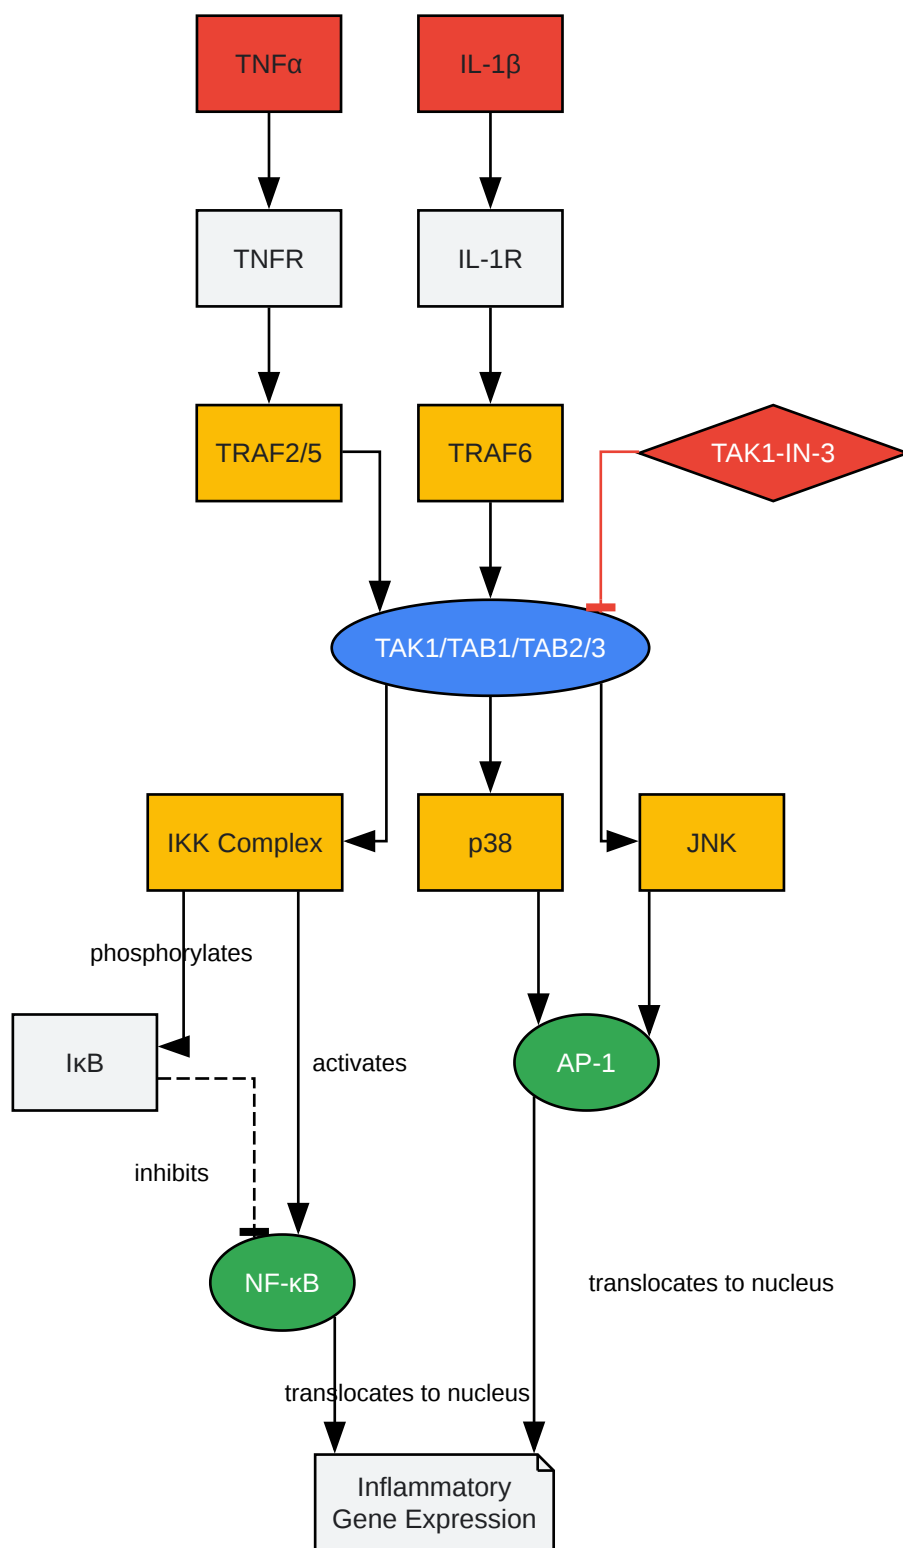 TNFα
IL-1β
TNFR
IL-1R
TRAF2/5
TRAF6
TAK1-IN-3
TAK1/TAB1/TAB2/3
IKK Complex
p38
JNK
phosphorylates
IκB
activates
AP-1
inhibits
NF-κB
translocates to nucleus
translocates to nucleus
Inflammatory
Gene Expression